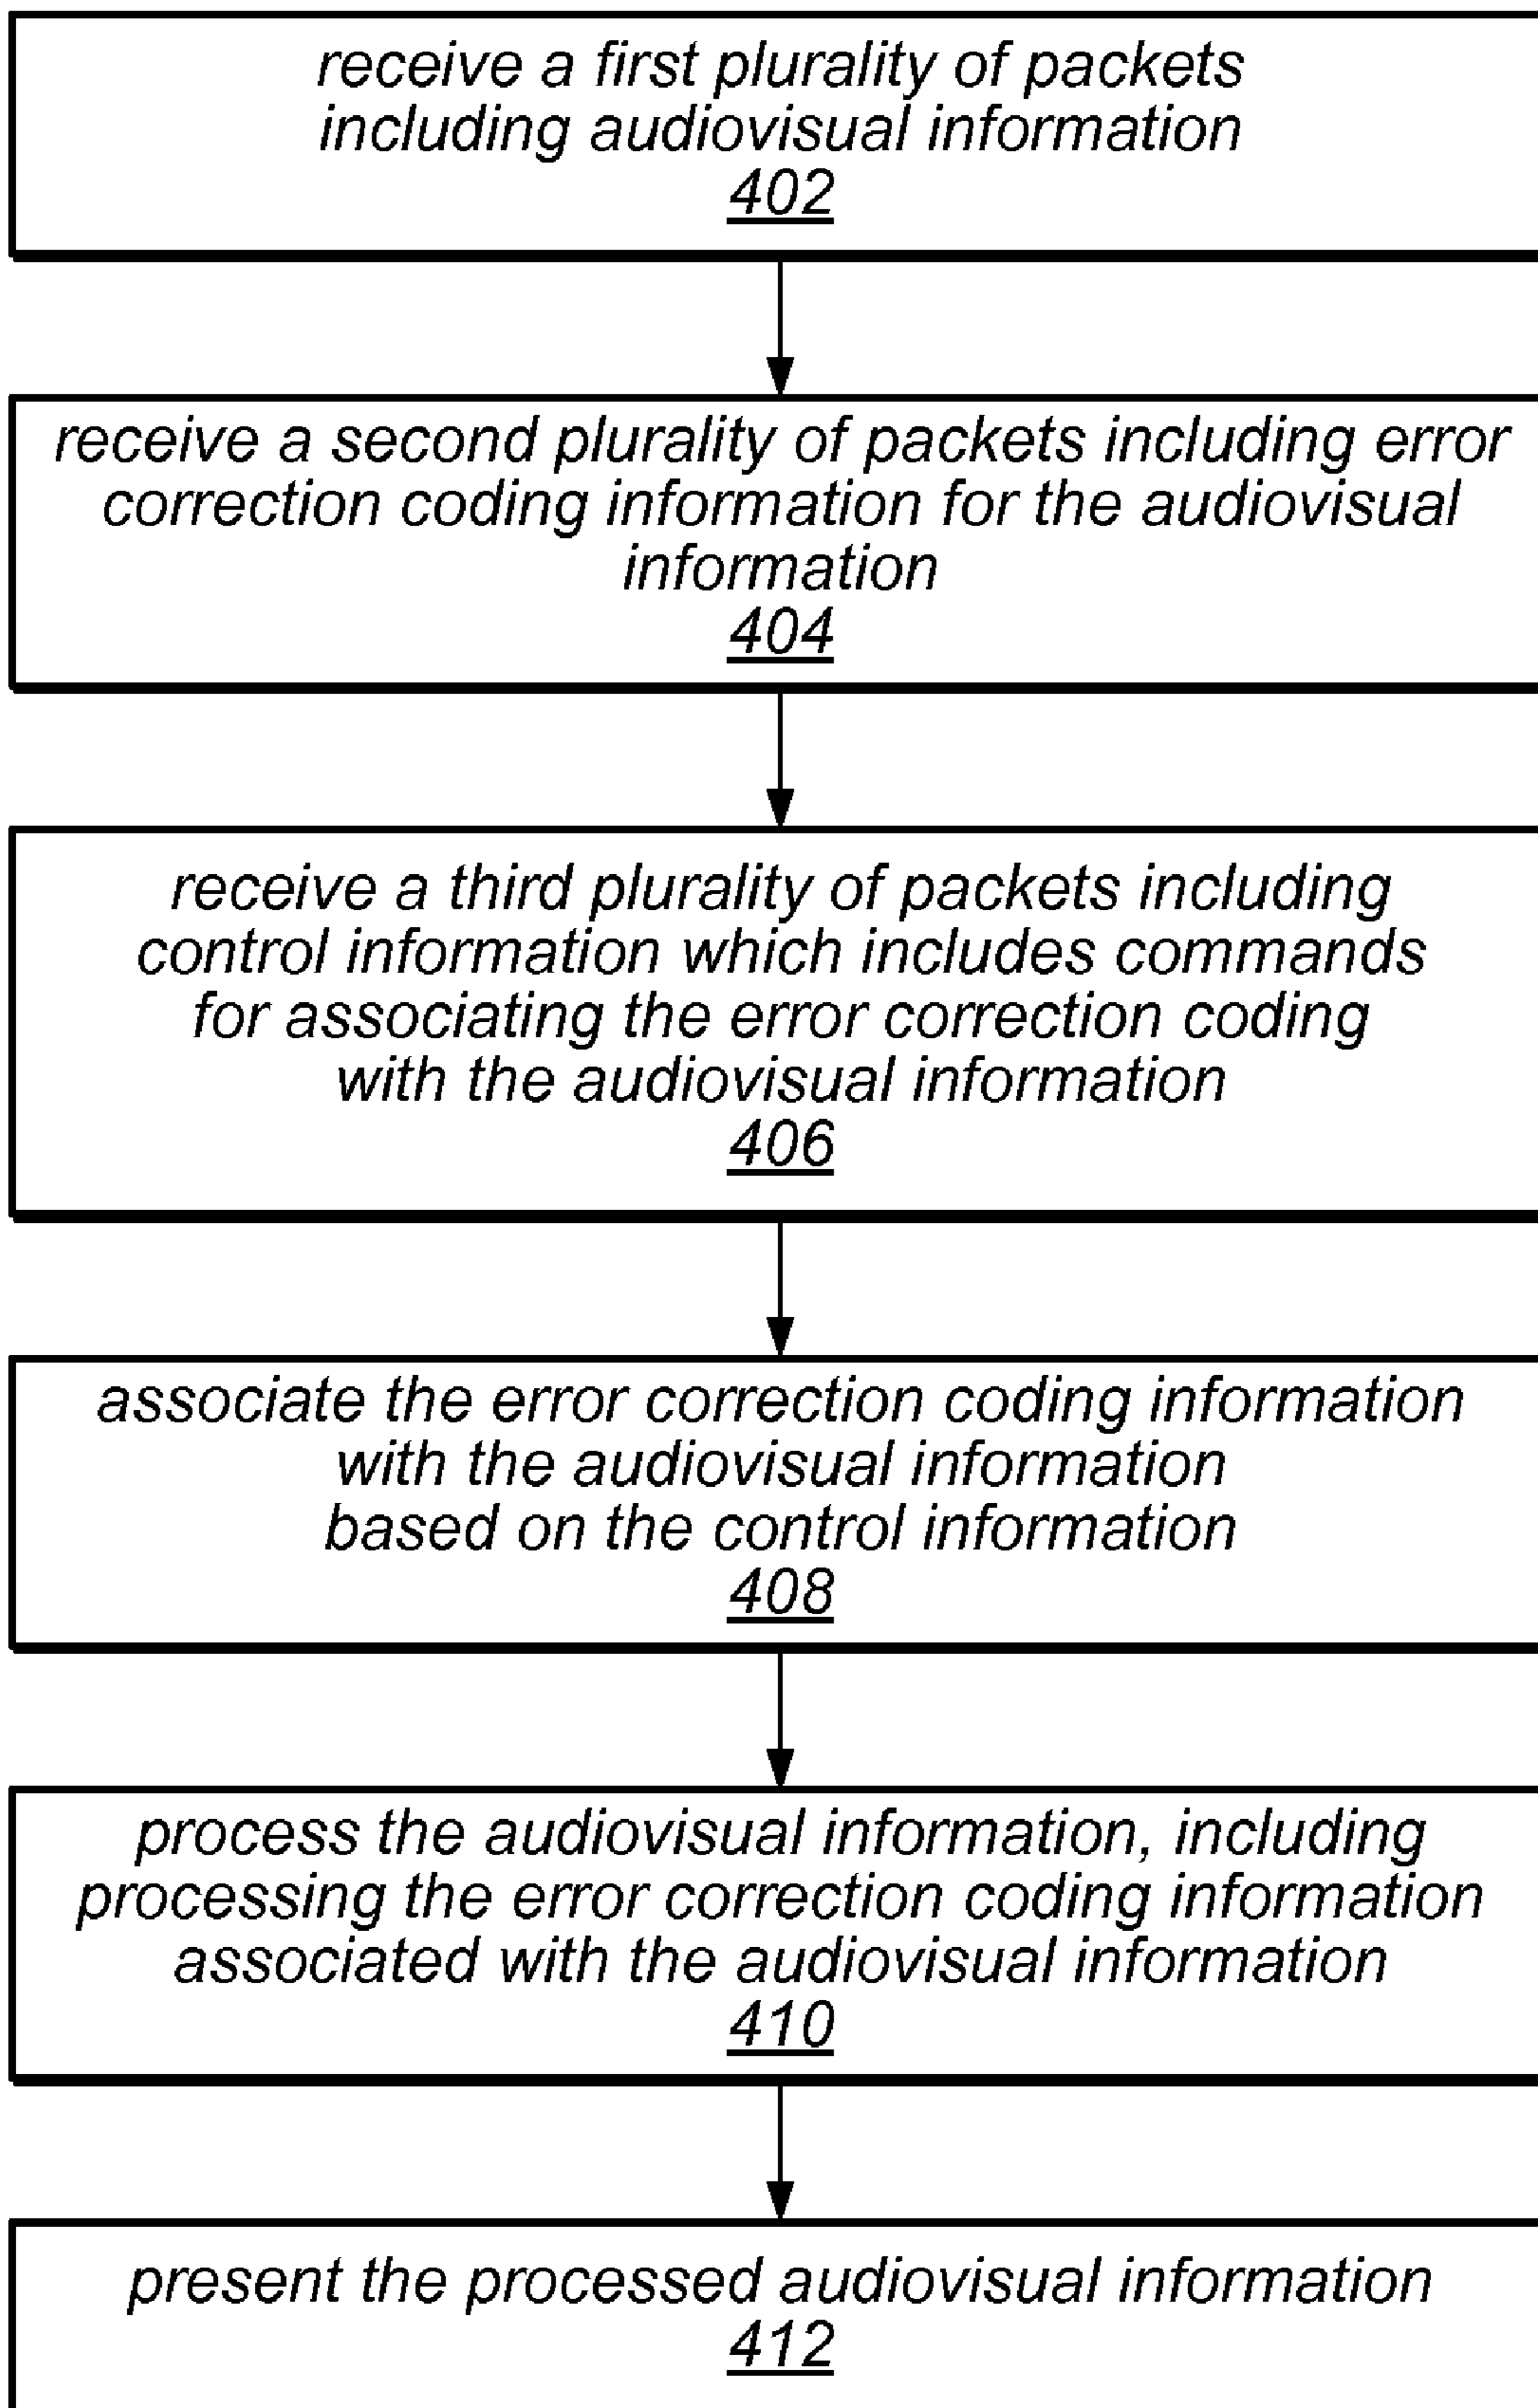 receive a first plurality of packets
including audiovisual information
402
receive a second plurality of packets including error
correction coding information for the audiovisual
information
404
receive a third plurality of packets including
control information which includes commands
for associating the error correction coding
with the audiovisual information
406
associate the error correction coding information
with the audiovisual information
based on the control information
408
process the audiovisual information, including
processing the error correction coding information
associated with the audiovisual information
410
present the processed audiovisual information
412